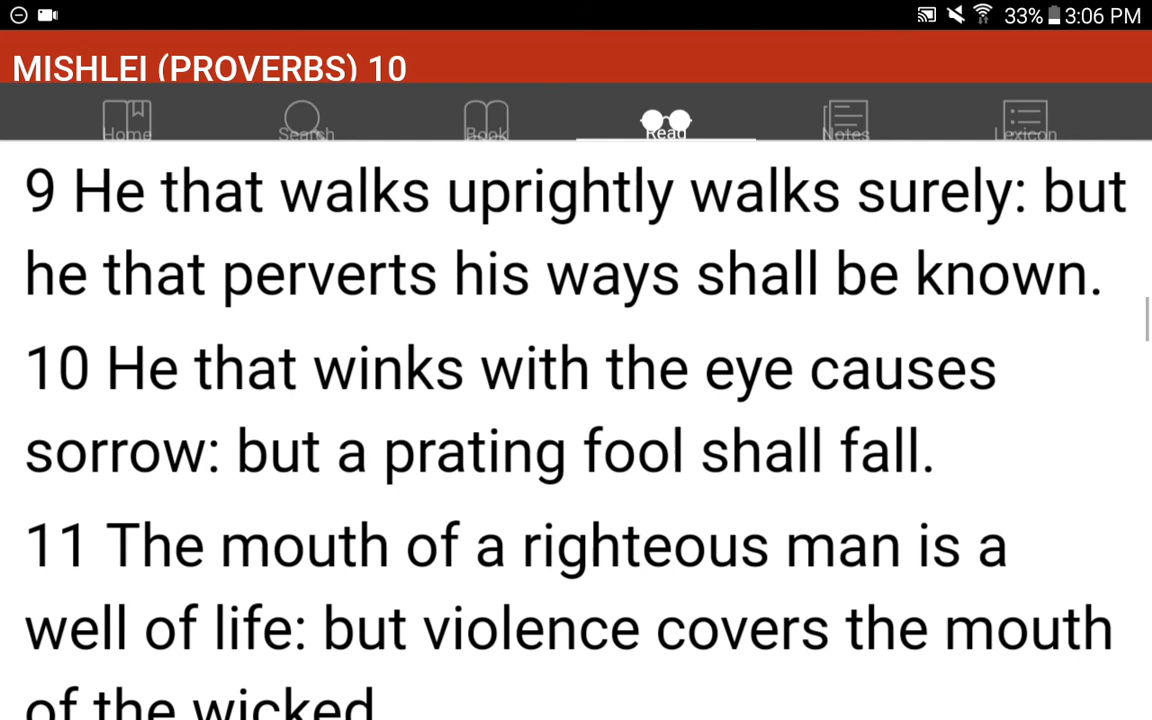 33% 3:06 PM
MISHLEI (PROVERBS) 10
Home Search Book Read Notes Lexicon
9 He that walks uprightly walks surely: but
he that perverts his ways shall be known.
10 He that winks with the eye causes
sorrow: but a prating fool shall fall.
11 The mouth of a righteous man is a
well of life: but violence covers the mouth
of the wicked